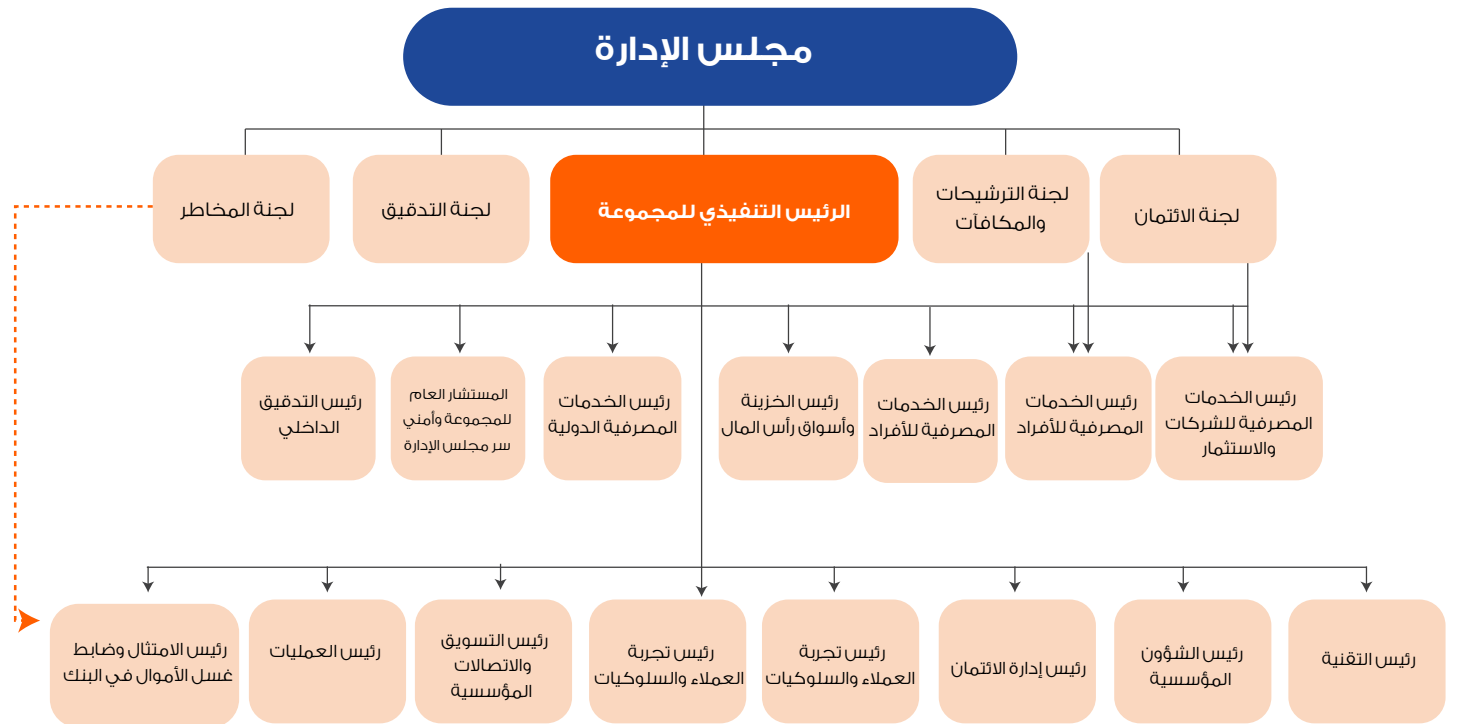 مجلس الإدارة
لجنة الائتمان
لجنة الترشيحات
والمكافآت
الرئيس التنفيذي للمجموعة
لجنة التدقيق
لجنة المخاطر
رئيس الخدمات
المصرفية للشركات
والاستثمار
رئيس الخدمات
المصرفية للأفراد
رئيس الخدمات
المصرفية للأفراد
رئيس الخزينة
وأسواق رأس المال
رئيس الخدمات
المصرفية الدولية
المستشار العام
للمجموعة وأمني
سر مجلس الإدارة
رئيس التدقيق
الداخلي
رئيس التقنية
رئيس الشؤون
المؤسسية
رئيس إدارة الائتمان
رئيس تجربة
العملاء والسلوكيات
رئيس تجربة
العملاء والسلوكيات
رئيس التسويق
والاتصالات
المؤسسية
رئيس العمليات
رئيس الامتثال وضابط
غسل الأموال في البنك